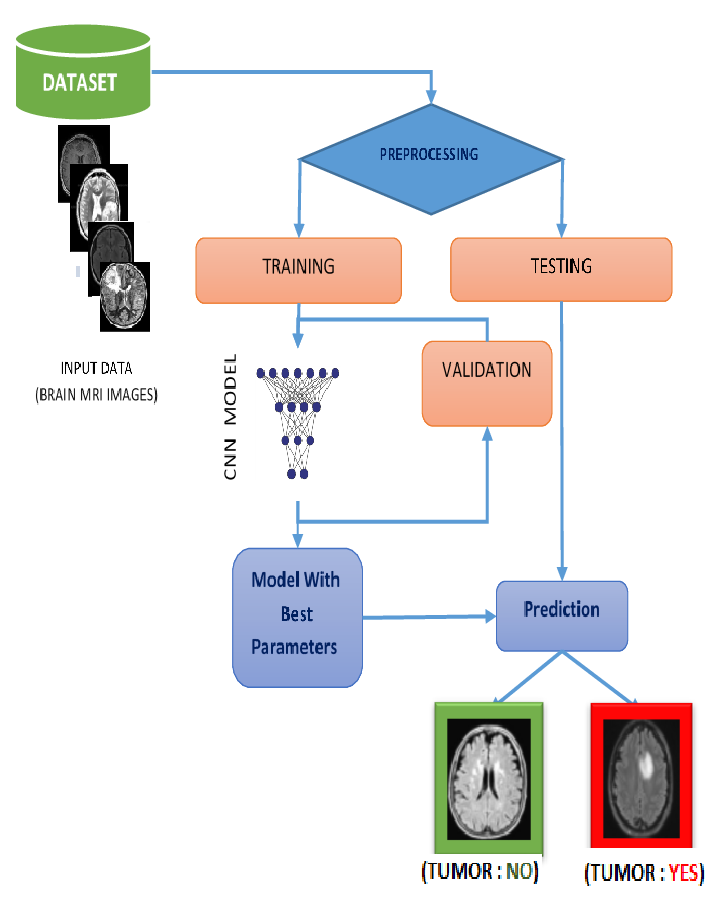 DATASET
PREPROCESSING
TRAINING
TESTING
INPUT DATA
(BRAIN MRI IMAGES)
CNN MODEL
VALIDATION
Model With
Best
Parameters
Prediction
(TUMOR : NO)
(TUMOR : YES)